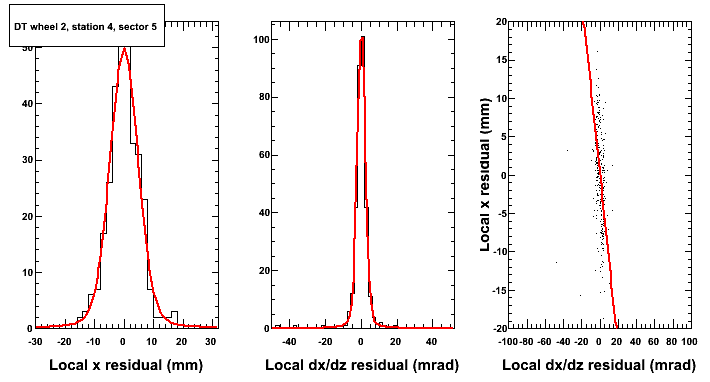 DT wheel 2, station 4, sector 5
50
40
30
20
10
0
-30 -20 -10 0 10 20 30
Local x residual (mm)
100
80
60
40
20
0
-40 -20 0 20 40
Local dx/dz residual (mrad)
Local x residual (mm)
20
15
10
5
0
-5
-10
-15
-20
-100 -80 -60 -40 -20 0 20 40 60 80 100
Local dx/dz residual (mrad)